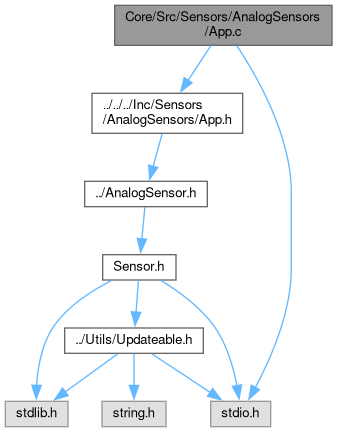 Core/Src/Sensors/AnalogSensors
/App.c
../../../Inc/Sensors
/AnalogSensors/App.h
../AnalogSensor.h
Sensor.h
../Utils/Updateable.h
stdlib.h
string.h
stdio.h